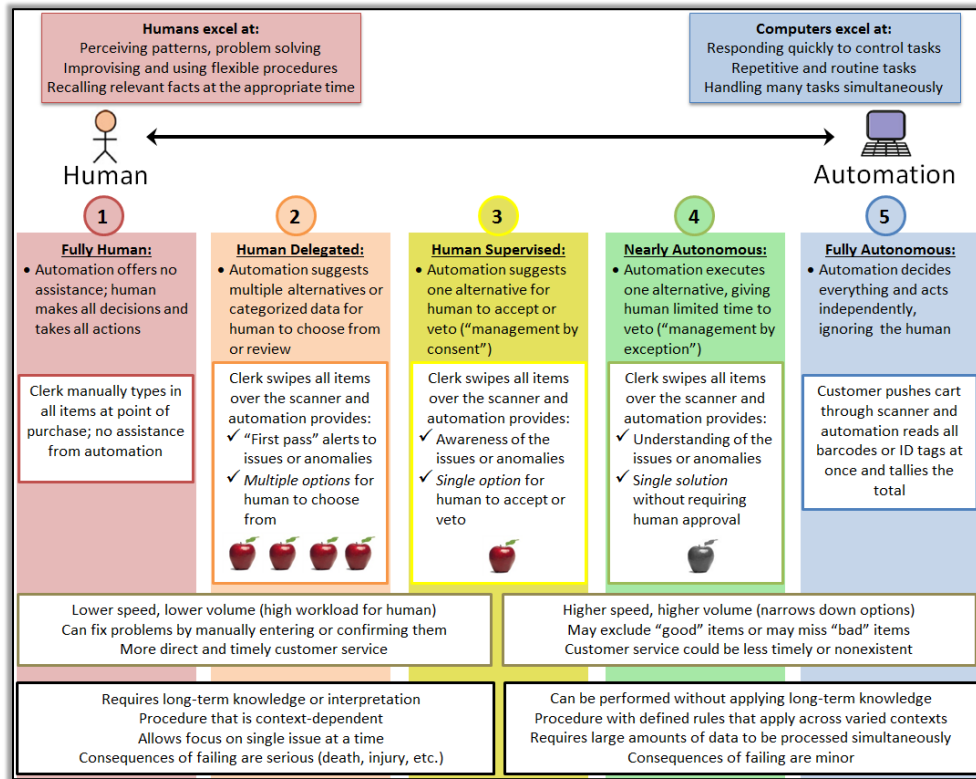 Humans excel at:
Perceiving patterns, problem solving
Improvising and using flexible procedures
Recalling relevant facts at the appropriate time
Computers excel at:
Responding quickly to control tasks
Repetitive and routine tasks
Handling many tasks simultaneously
Human
Automation
1
Fully Human:
• Automation offers no
assistance; human
makes all decisions and
takes all actions
Clerk manually types in
all items at point of
purchase; no assistance
from automation
2
Human Delegated:
• Automation suggests
multiple alternatives or
categorized data for
human to choose from
or review
Clerk swipes all items
over the scanner and
automation provides:
✓ “First pass” alerts to
issues or anomalies
✓ Multiple options for
human to choose
from
3
Human Supervised:
• Automation suggests
one alternative for
human to accept or
veto (“management by
consent”)
Clerk swipes all items
over the scanner and
automation provides:
✓ Awareness of the
issues or anomalies
✓ Single option for
human to accept or
veto
4
Nearly Autonomous:
• Automation executes
one alternative, giving
human limited time to
veto (“management by
exception”)
Clerk swipes all items
over the scanner and
automation provides:
✓ Understanding of the
issues or anomalies
✓ Single solution
without requiring
human approval
5
Fully Autonomous:
• Automation decides
everything and acts
independently,
ignoring the human
Customer pushes cart
through scanner and
automation reads all
barcodes or ID tags at
once and tallies the
total
Lower speed, lower volume (high workload for human)
Can fix problems by manually entering or confirming them
More direct and timely customer service
Higher speed, higher volume (narrows down options)
May exclude “good” items or may miss “bad” items
Customer service could be less timely or nonexistent
Requires long-term knowledge or interpretation
Procedure that is context-dependent
Allows focus on single issue at a time
Consequences of failing are serious (death, injury, etc.)
Can be performed without applying long-term knowledge
Procedure with defined rules that apply across varied contexts
Requires large amounts of data to be processed simultaneously
Consequences of failing are minor